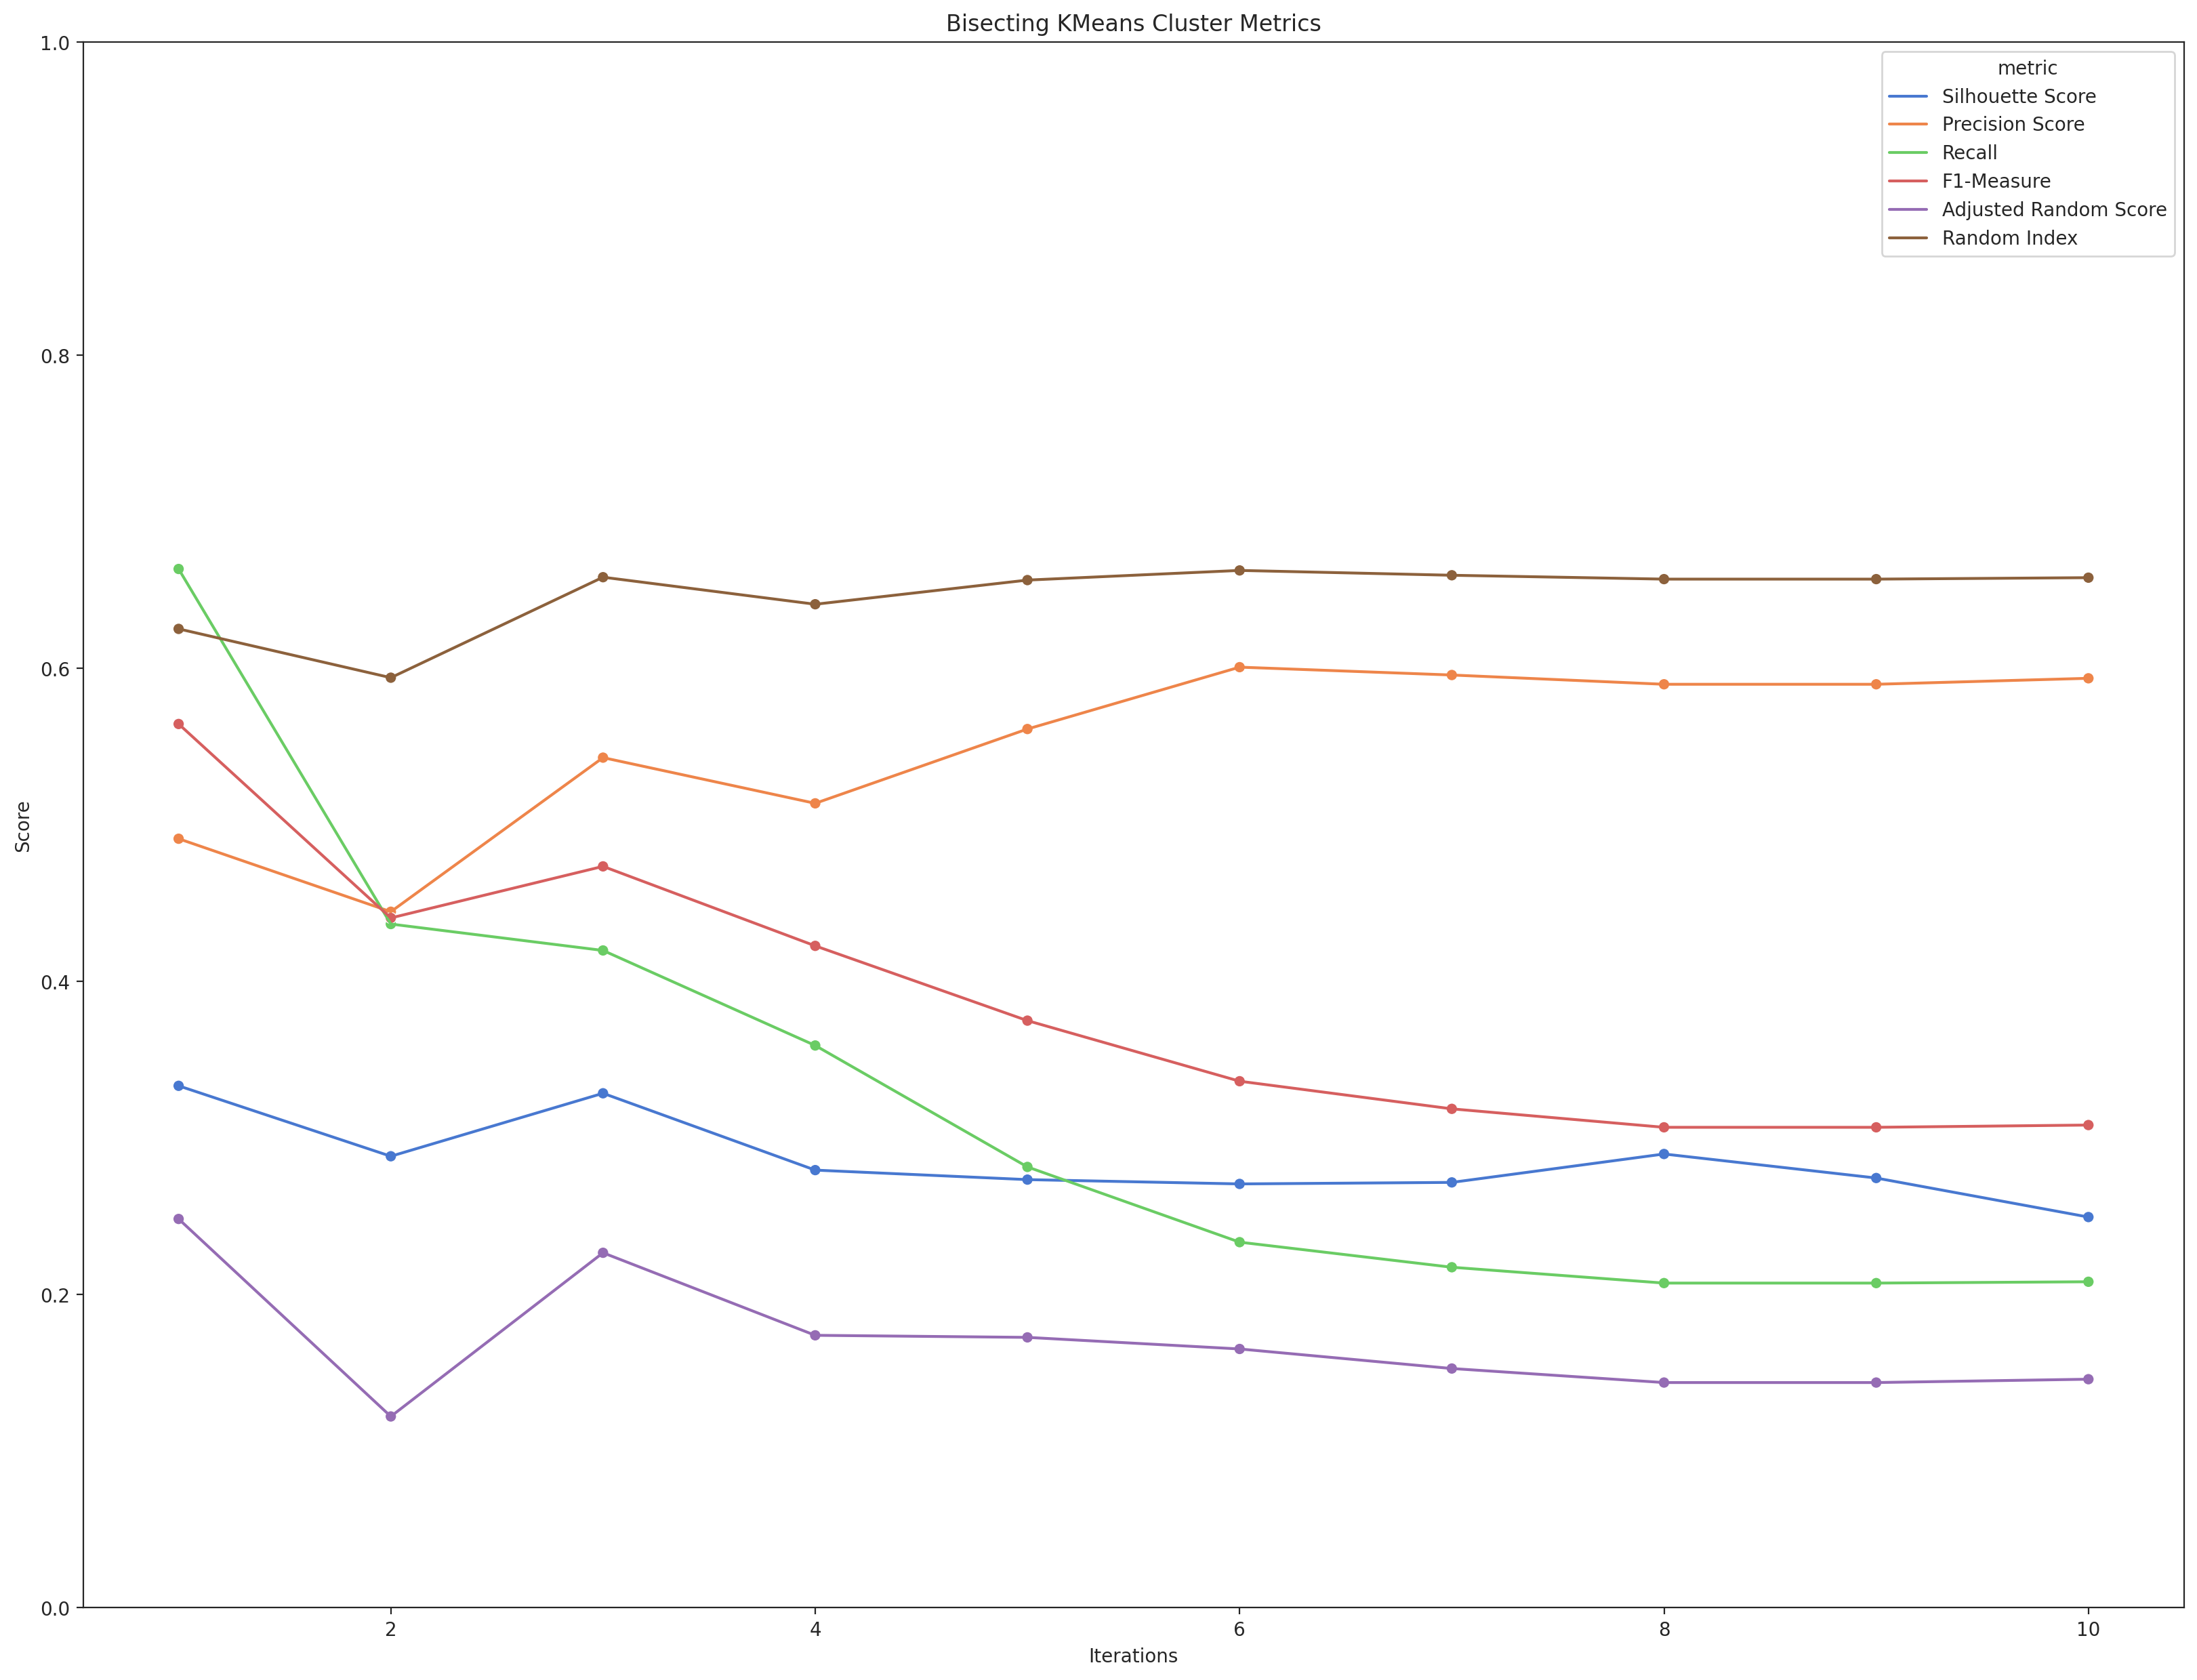 Bisecting KMeans Cluster Metrics
1.0
0.8
0.6
0.4
0.2
0.0
Score
metric
Silhouette Score
Precision Score
Recall
F1-Measure
Adjusted Random Score
Random Index
2 4 6 8 10
Iterations